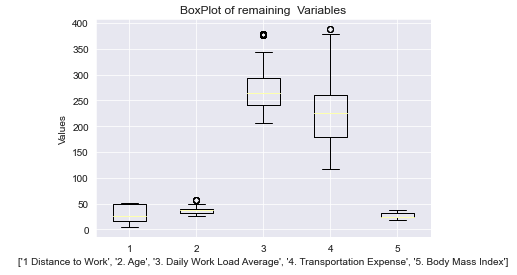 BoxPlot of remaining  Variables
400
350
300
250
200
150
100
50
0
Values
1 2 3 4 5
['1 Distance to Work', '2. Age', '3. Daily Work Load Average', '4. Transportation Expense', '5. Body Mass Index']